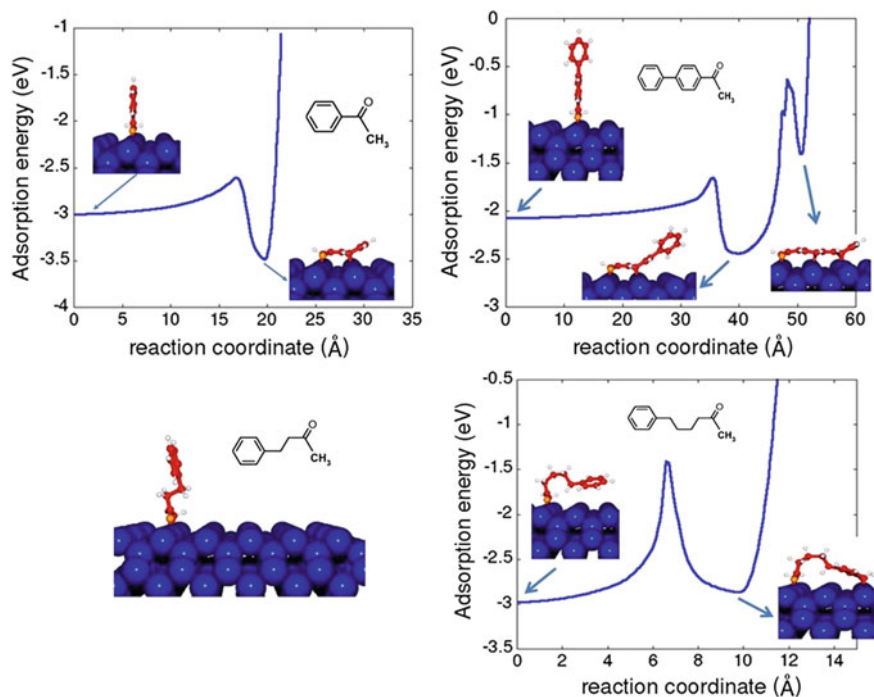 -1
-1.5
-2
-2.5
-3
-3.5
-4
Adsorption energy (eV)
O
CH3
0 5 10 15 20 25 30 35
reaction coordinate (Å)
0
-0.5
-1
-1.5
-2
-2.5
-3
Adsorption energy (eV)
O
CH3
0 10 20 30 40 50 60
reaction coordinate (Å)
O
CH3
-0.5
-1
-1.5
-2
-2.5
-3
-3.5
Adsorption energy (eV)
O
CH3
0 2 4 6 8 10 12 14
reaction coordinate (Å)